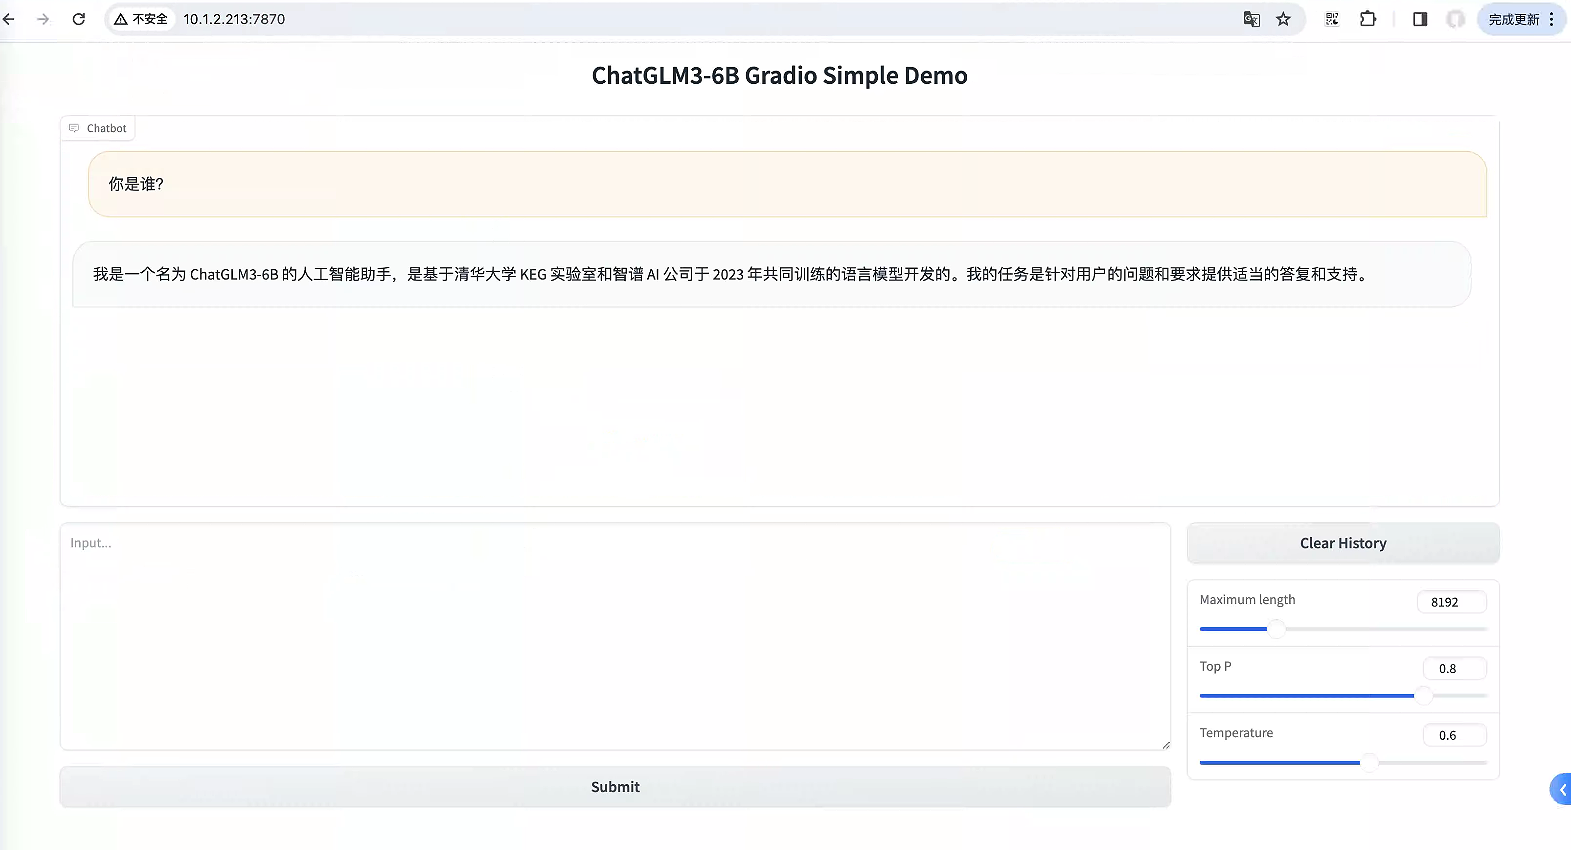 不安全 10.1.2.213:7870 完成更新
ChatGLM3-6B Gradio Simple Demo
Chatbot
你是谁?
我是一个名为 ChatGLM3-6B 的人工智能助手，是基于清华大学 KEG 实验室和智谱 AI 公司于 2023 年共同训练的语言模型开发的。我的任务是针对用户的问题和要求提供适当的答复和支持。
Input...
Submit
Clear History
Maximum length 8192
Top P 0.8
Temperature 0.6